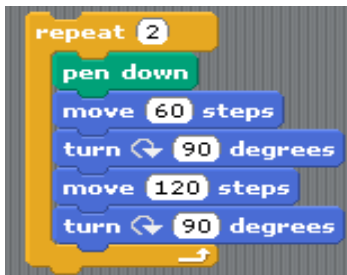 repeat 2
pen down
move 60 steps
turn 90 degrees
move 120 steps
turn 90 degrees